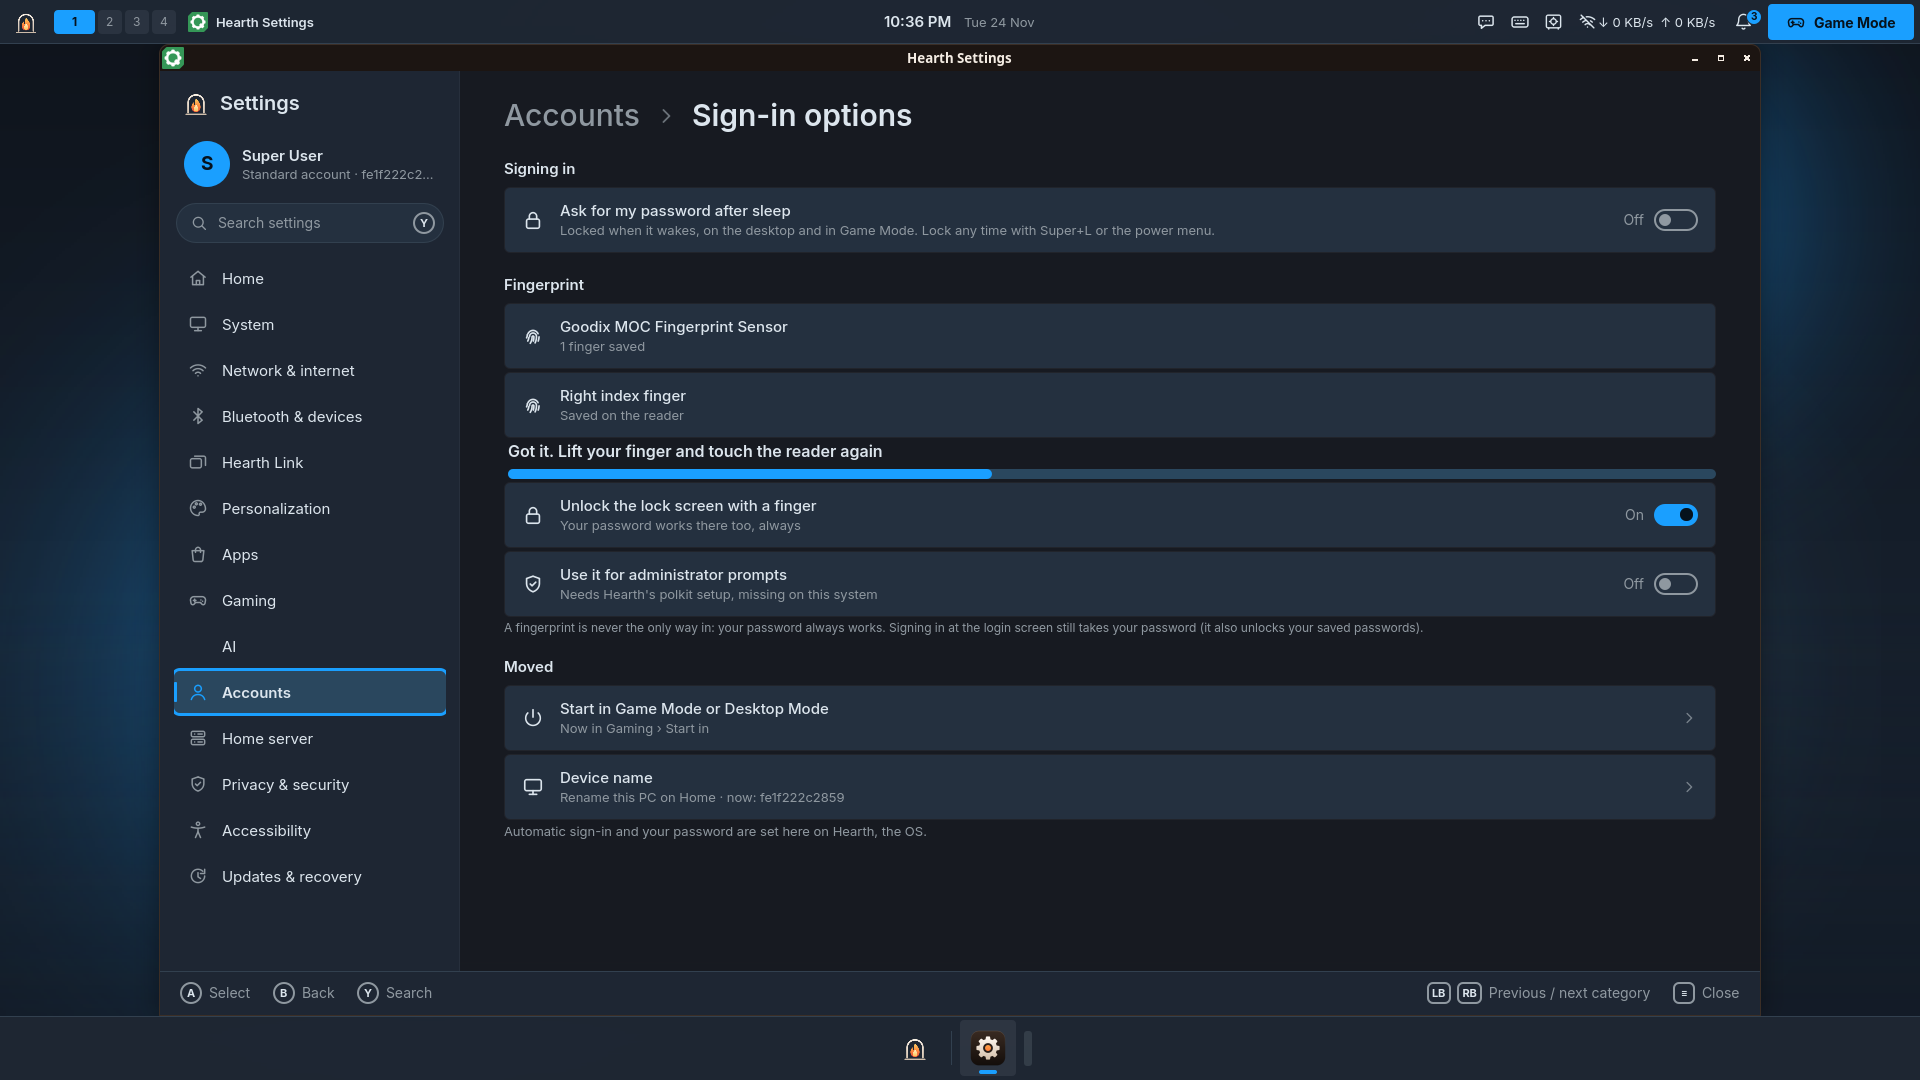 1 2 3 4 Hearth Settings 10:36 PM Tue 24 Nov ↓ 0 KB/s ↑ 0 KB/s 3 Game Mode
Hearth Settings
Settings
S
Super User
Standard account · fe1f222c2...
Search settings Y
Home
System
Network & internet
Bluetooth & devices
Hearth Link
Personalization
Apps
Gaming
AI
Accounts
Home server
Privacy & security
Accessibility
Updates & recovery
Accounts > Sign-in options
Signing in
Ask for my password after sleep
Locked when it wakes, on the desktop and in Game Mode. Lock any time with Super+L or the power menu.
Off
Fingerprint
Goodix MOC Fingerprint Sensor
1 finger saved
Right index finger
Saved on the reader
Got it. Lift your finger and touch the reader again
Unlock the lock screen with a finger
Your password works there too, always
On
Use it for administrator prompts
Needs Hearth's polkit setup, missing on this system
Off
A fingerprint is never the only way in: your password always works. Signing in at the login screen still takes your password (it also unlocks your saved passwords).
Moved
Start in Game Mode or Desktop Mode
Now in Gaming › Start in
Device name
Rename this PC on Home · now: fe1f222c2859
Automatic sign-in and your password are set here on Hearth, the OS.
A Select B Back Y Search LB RB Previous / next category ≡ Close